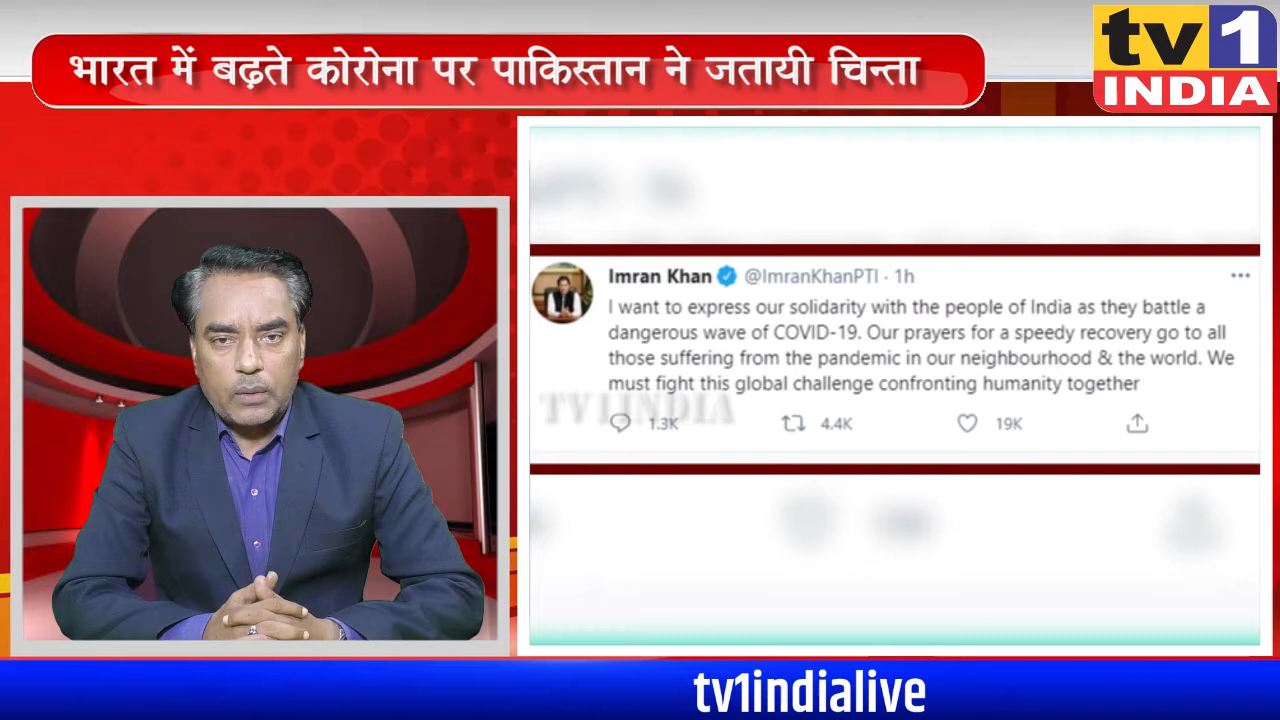 भारत में बढ़ते कोरोना पर पाकिस्तान ने जतायी चिन्ता
tv1
INDIA
Imran Khan @ImranKhanPTI · 1h
I want to express our solidarity with the people of India as they battle a
dangerous wave of COVID-19. Our prayers for a speedy recovery go to all
those suffering from the pandemic in our neighbourhood & the world. We
must fight this global challenge confronting humanity together
TV1INDIA
1.3K 4.4K 19K
tv1indialive